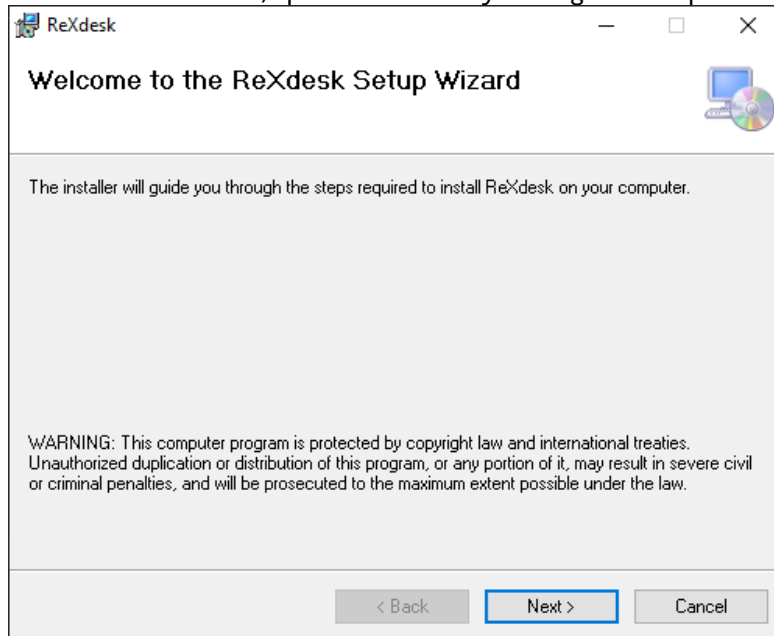 ReXdesk
Welcome to the ReXdesk Setup Wizard
The installer will guide you through the steps required to install ReXdesk on your computer.
WARNING: This computer program is protected by copyright law and international treaties.
Unauthorized duplication or distribution of this program, or any portion of it, may result in severe civil
or criminal penalties, and will be prosecuted to the maximum extent possible under the law.
< Back
Next >
Cancel